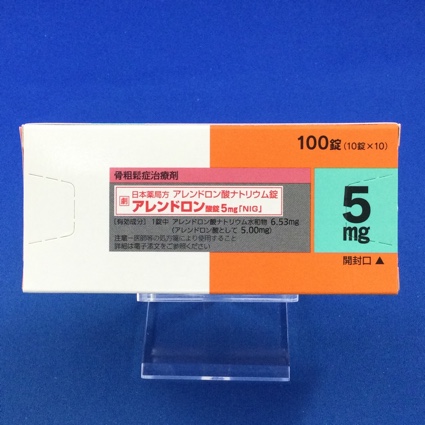 100錠(10錠×10)
骨粗鬆症治療剤
劇
日本薬局方 アレンドロン酸ナトリウム錠
アレンドロン酸錠5mg「NIG」
[有効成分] 1錠中 アレンドロン酸ナトリウム水和物 6.53mg
(アレンドロン酸として 5.00mg)
注意-医師等の処方箋により使用すること
詳細は電子添文をご参照ください
5
mg
開封口▲